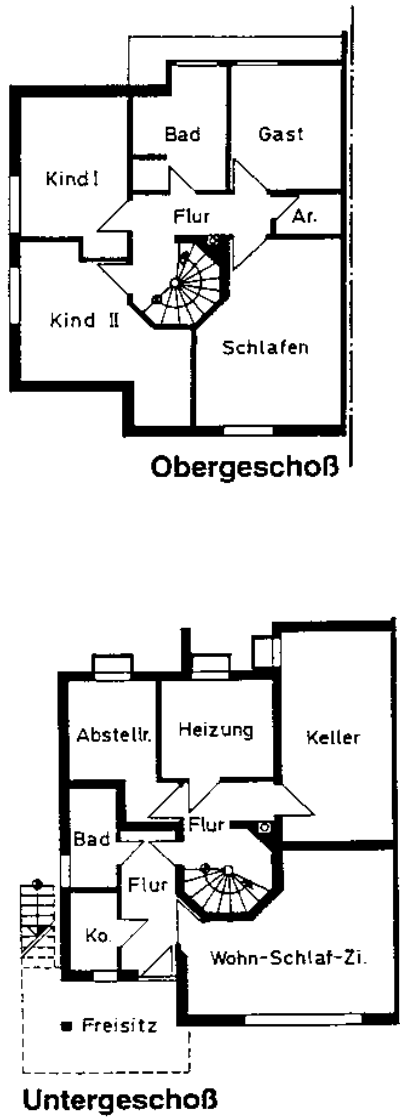 Bad
Gast
Kind I
Flur
Ar.
Kind II
Schlafen
Obergeschoß
Abstellr.
Heizung
Keller
Flur
Bad
Flur
Ko.
Wohn-Schlaf-Zi.
Freisitz
Untergeschoß